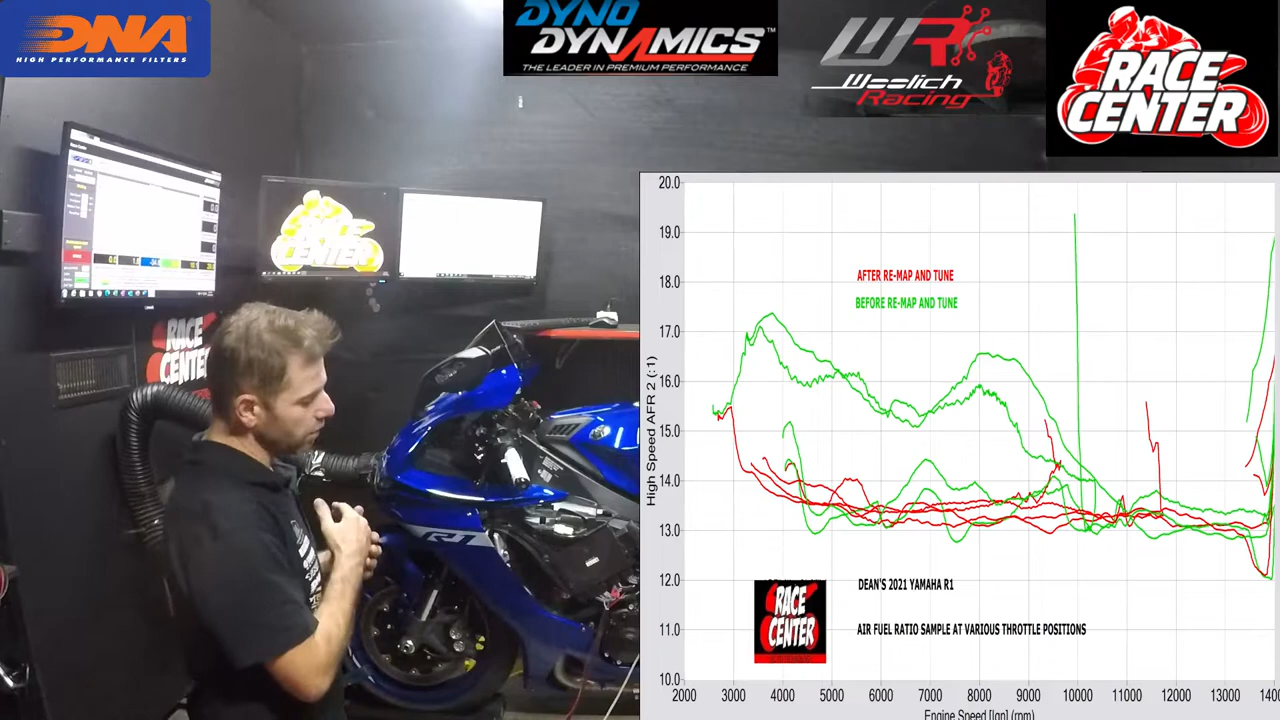 DNA
HIGH PERFORMANCE FILTERS
DYNO
DYNAMICS™
THE LEADER IN PREMIUM PERFORMANCE
WR
Woolich
Racing
RACE
CENTER
RACE
CENTER
CENTER
R1
High Speed AFR 2 (:1)
20.0
19.0
18.0
17.0
16.0
15.0
14.0
13.0
12.0
11.0
10.0
AFTER RE-MAP AND TUNE
BEFORE RE-MAP AND TUNE
DEAN'S 2021 YAMAHA R1
AIR FUEL RATIO SAMPLE AT VARIOUS THROTTLE POSITIONS
RACE
CENTER
2000 3000 4000 5000 6000 7000 8000 9000 10000 11000 12000 13000 1400
Engine Speed [Ign] (rpm)